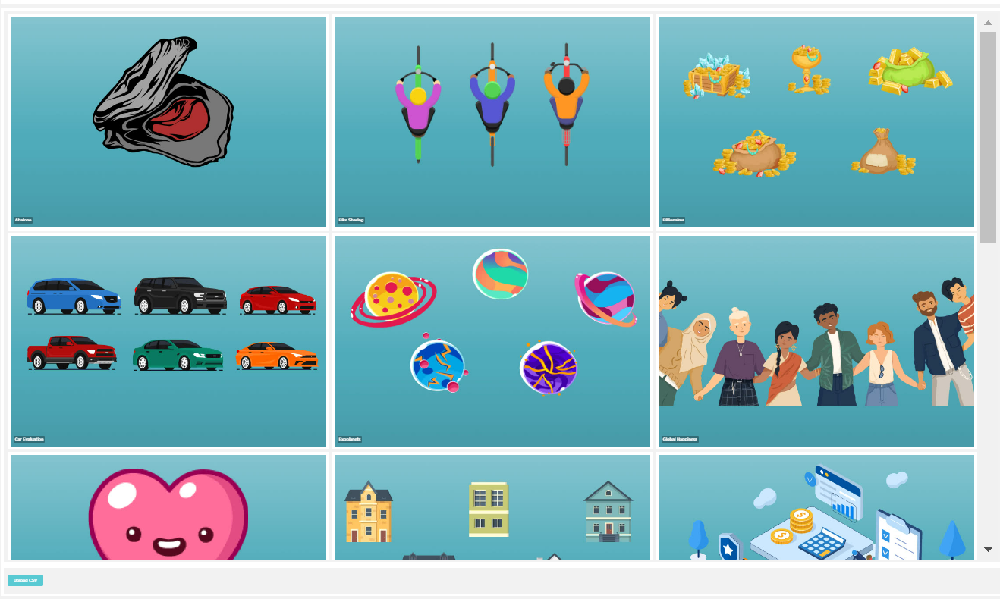 Abalone
Bike Sharing
Billionaires
Car Evaluation
Exoplanets
Global Happiness
Upload CSV